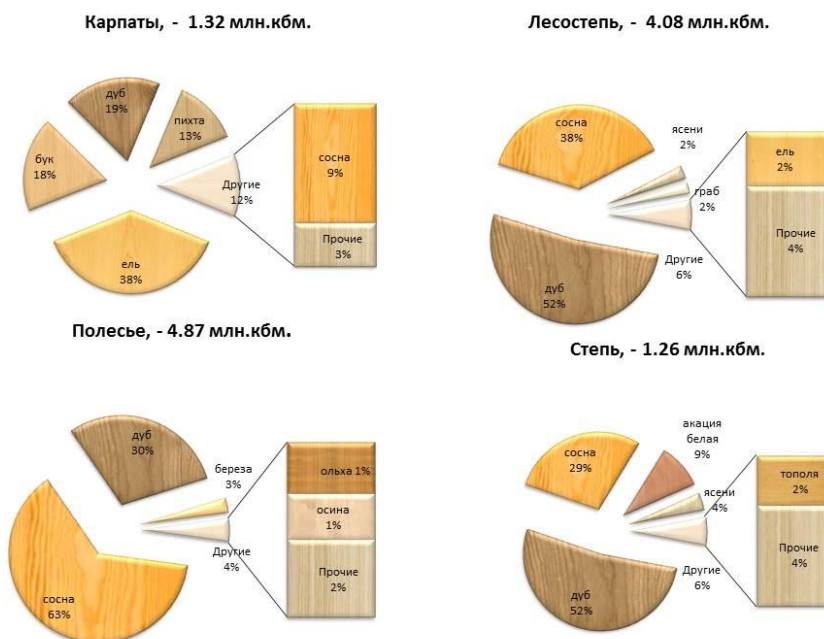 Карпаты, - 1.32 млн.кбм.
дуб
19%
пихта
13%
бук
18%
Другие
12%
ель
38%
сосна
9%
Прочие
3%
Лесостепь, - 4.08 млн.кбм.
сосна
38%
ясени
2%
граб
2%
Другие
6%
дуб
52%
ель
2%
Прочие
4%
Полесье, - 4.87 млн.кбм.
дуб
30%
береза
3%
Другие
4%
сосна
63%
ольха 1%
осина
1%
Прочие
2%
Степь, - 1.26 млн.кбм.
сосна
29%
акация
белая
9%
ясени
4%
Другие
6%
дуб
52%
тополя
2%
Прочие
4%